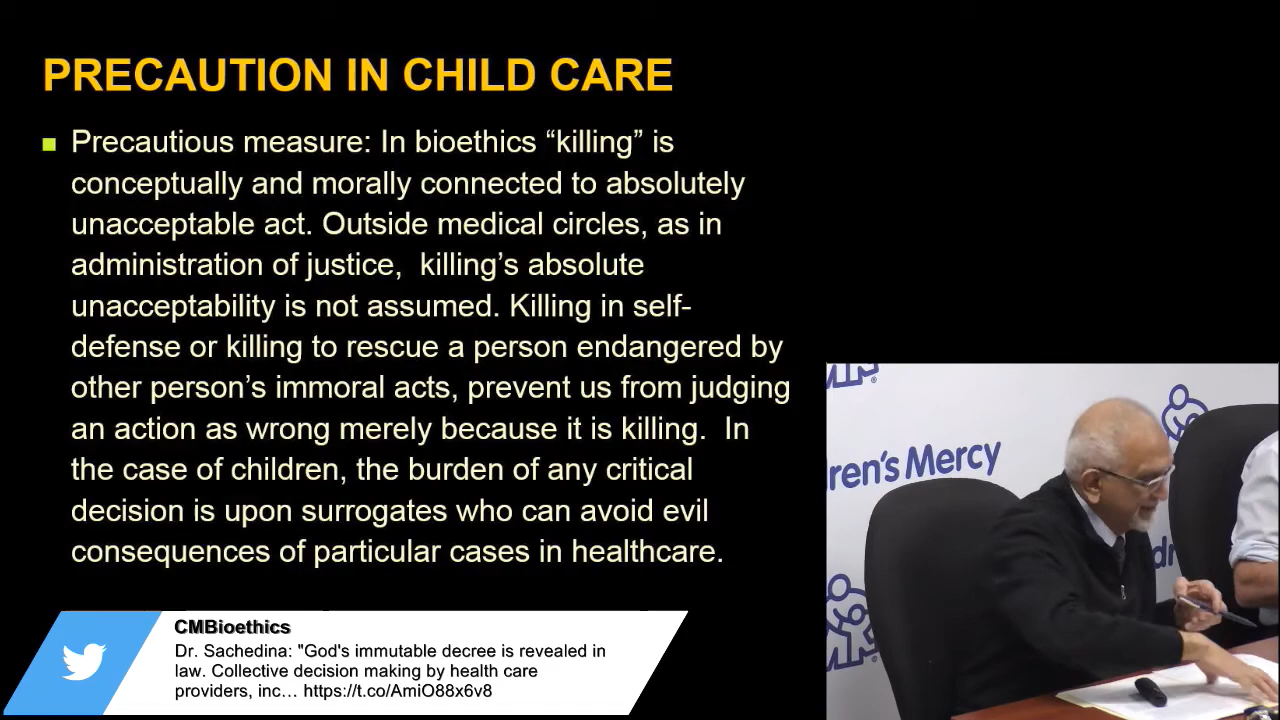 PRECAUTION IN CHILD CARE
Precautious measure: In bioethics “killing” is
conceptually and morally connected to absolutely
unacceptable act. Outside medical circles, as in
administration of justice,  killing’s absolute
unacceptability is not assumed. Killing in self-
defense or killing to rescue a person endangered by
other person’s immoral acts, prevent us from judging
an action as wrong merely because it is killing.  In
the case of children, the burden of any critical
decision is upon surrogates who can avoid evil
consequences of particular cases in healthcare.
ren's Mercy
dr
CMBioethics
Dr. Sachedina: "God's immutable decree is revealed in
law. Collective decision making by health care
providers, inc… https://t.co/AmiO88x6v8